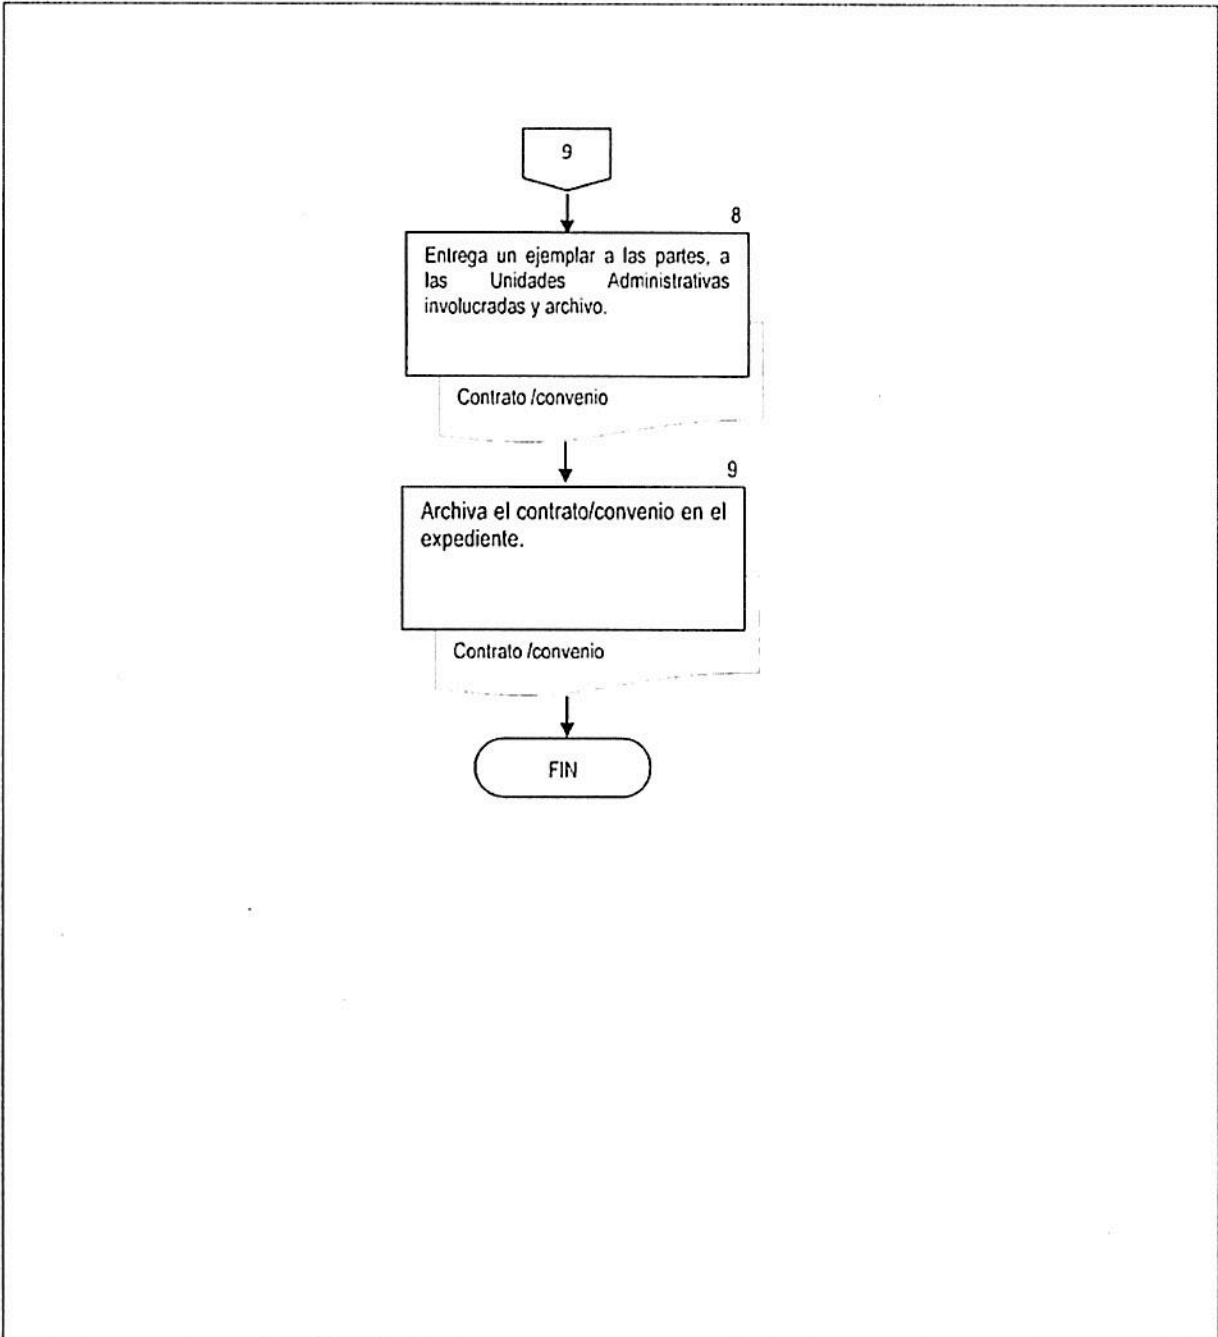 9
8
Entrega un ejemplar a las partes, a
las Unidades Administrativas
involucradas y archivo.
Contrato /convenio
9
Archiva el contrato/convenio en el
expediente.
Contrato /convenio
FIN